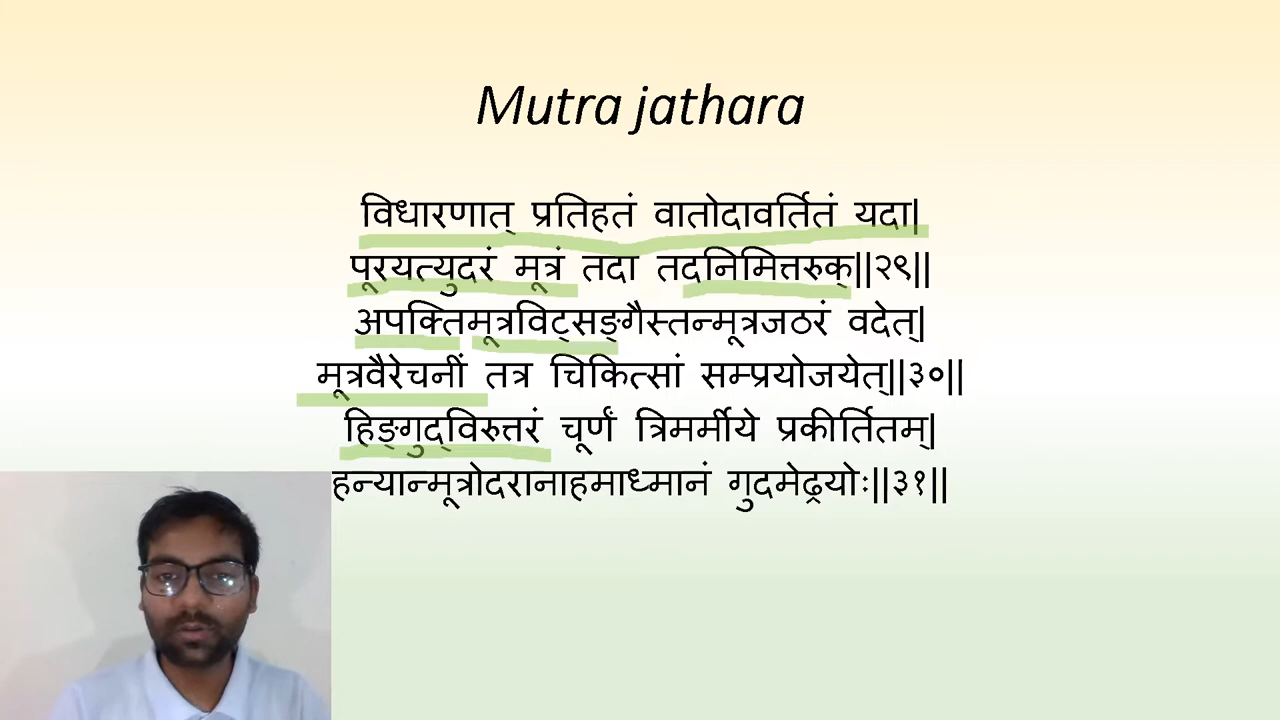 Mutra jathara
विधारणात् प्रतिहतं वातोदावर्तितं यदा|
पूरयत्युदरं मूत्रं तदा तदनिमित्तरुक्||२९||
अपक्तिमूत्रविट्सङ्गैस्तन्मूत्रजठरं वदेत्|
मूत्रवैरेचनीं तत्र चिकित्सां सम्प्रयोजयेत्||३०||
हिङ्गुद्विरुत्तरं चूर्णं त्रिमर्मीये प्रकीर्तितम्|
हन्यान्मूत्रोदरानाहमाध्मानं गुदमेढ्रयोः||३१||